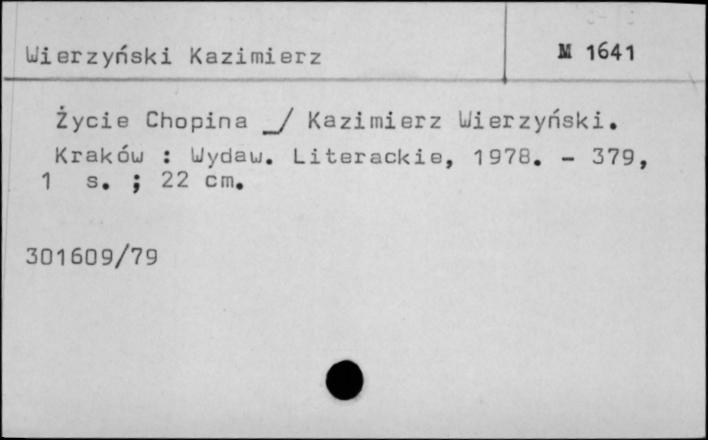 Wierzyński Kazimierz
M 1641
Życie Chopina / Kazimierz Wierzyński.
Kraków : Wydaw. Literackie, 1978. - 379,
1 s. ; 22 cm.
301609/79